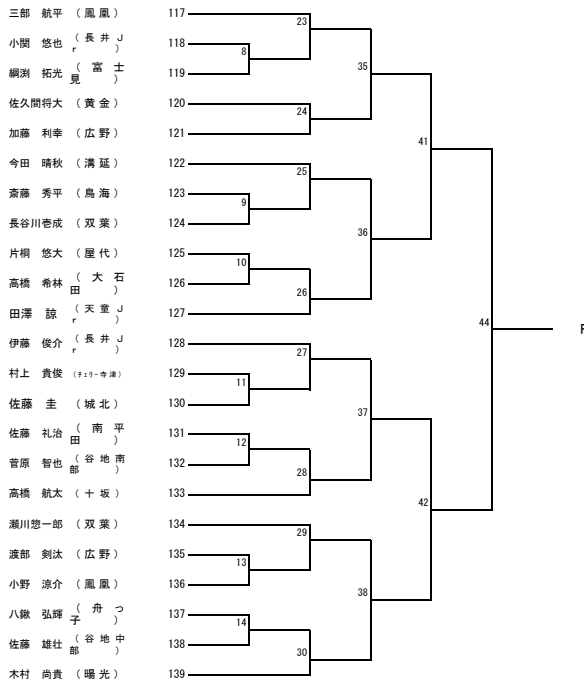 三部 航平 (鳳凰) 117
小関 悠也 (長井Jr) 118
綱渕 拓光 (富士見) 119
佐久間将大 (黄金) 120
加藤 利幸 (広野) 121
今田 晴秋 (溝延) 122
斎藤 秀平 (鳥海) 123
長谷川壱成 (双葉) 124
片桐 悠大 (屋代) 125
高橋 希林 (大石田) 126
田澤 諒 (天童Jr) 127
伊藤 俊介 (長井Jr) 128
村上 貴俊 (チェリー寺津) 129
佐藤 圭 (城北) 130
佐藤 礼治 (南平田) 131
菅原 智也 (谷地南部) 132
高橋 航太 (十坂) 133
瀬川惣一郎 (双葉) 134
渡部 剣汰 (広野) 135
小野 涼介 (鳳凰) 136
八鍬 弘輝 (舟っ子) 137
佐藤 雄壮 (谷地中部) 138
木村 尚貴 (陽光) 139
8
9
10
11
12
13
14
23
24
25
26
27
28
29
30
35
36
37
38
41
42
44
F